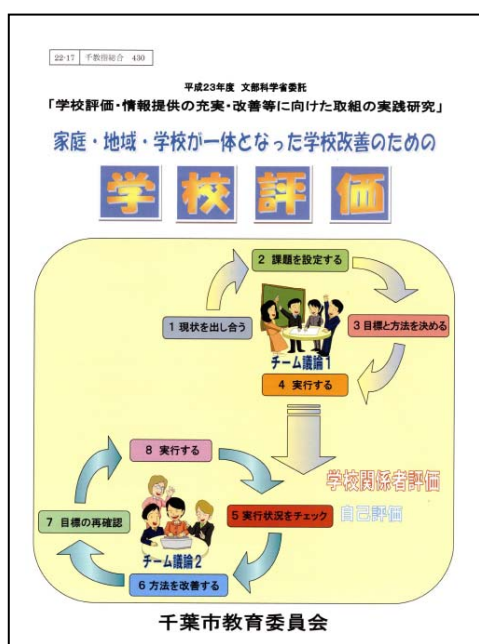 22-17 千教指総合 430
平成23年度 文部科学省委託
「学校評価・情報提供の充実・改善等に向けた取組の実践研究」
家庭・地域・学校が一体となった学校改善のための
学校評価
2 課題を設定する
1 現状を出し合う
3 目標と方法を決める
チーム議論1
4 実行する
8 実行する
学校関係者評価
7 目標の再確認
5 実行状況をチェック
自己評価
チーム議論2
6 方法を改善する
千葉市教育委員会